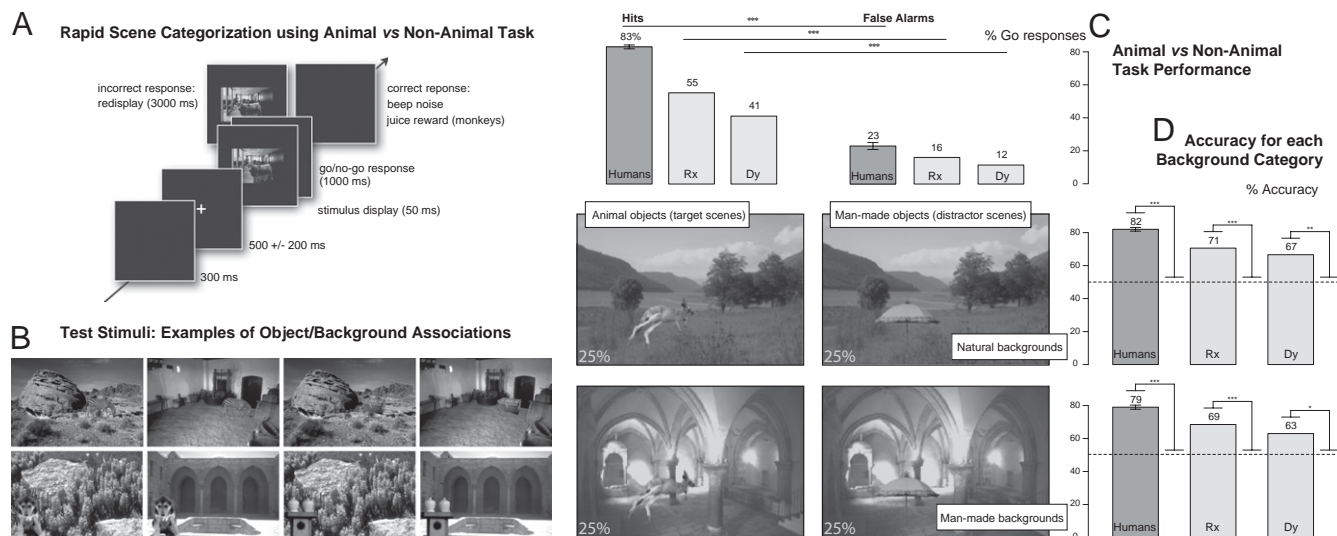 A
Rapid Scene Categorization using Animal vs Non-Animal Task
incorrect response:
redisplay (3000 ms)
correct reponse:
beep noise
juice reward (monkeys)
go/no-go response
(1000 ms)
stimulus display (50 ms)
500 +/- 200 ms
300 ms
B
Test Stimuli: Examples of Object/Background Associations
Hits
***
False Alarms
***
***
% Go responses
83%
55
41
23
16
12
Humans
Rx
Dy
Humans
Rx
Dy
80
60
40
20
0
C
Animal vs Non-Animal
Task Performance
D
Accuracy for each
Background Category
% Accuracy
Animal objects (target scenes)
Man-made objects (distractor scenes)
25%
25%
Natural backgrounds
80
60
40
20
0
***
82
***
71
**
67
Humans
Rx
Dy
25%
25%
Man-made backgrounds
80
60
40
20
0
***
79
***
69
*
63
Humans
Rx
Dy